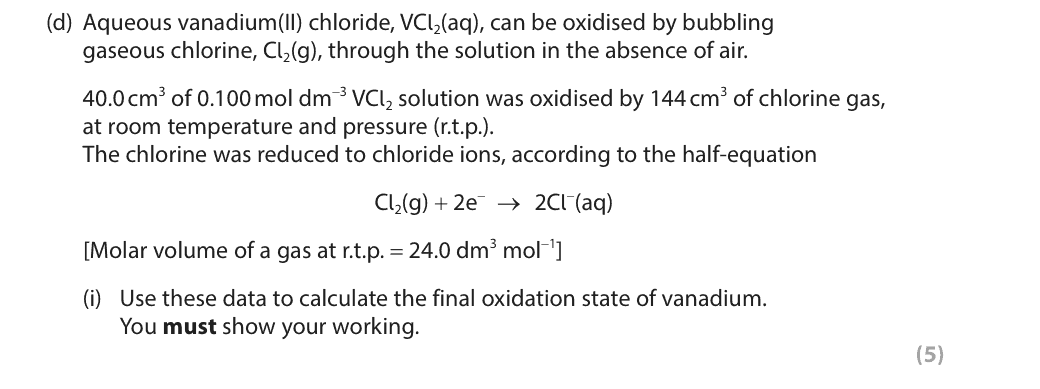 (d) Aqueous vanadium(II) chloride, VCl₂(aq), can be oxidised by bubbling
gaseous chlorine, Cl₂(g), through the solution in the absence of air.
40.0 cm³ of 0.100 mol dm⁻³ VCl₂ solution was oxidised by 144 cm³ of chlorine gas,
at room temperature and pressure (r.t.p.).
The chlorine was reduced to chloride ions, according to the half-equation
Cl₂(g) + 2e⁻ → 2Cl⁻(aq)
[Molar volume of a gas at r.t.p. = 24.0 dm³ mol⁻¹]
(i) Use these data to calculate the final oxidation state of vanadium.
You must show your working.
(5)